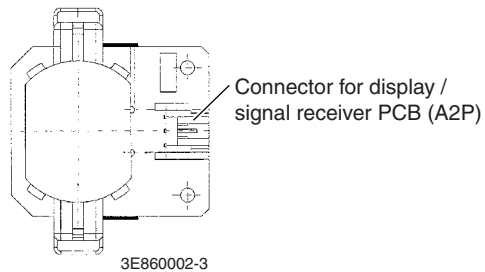 Connector for display /
signal receiver PCB (A2P)
3E860002-3